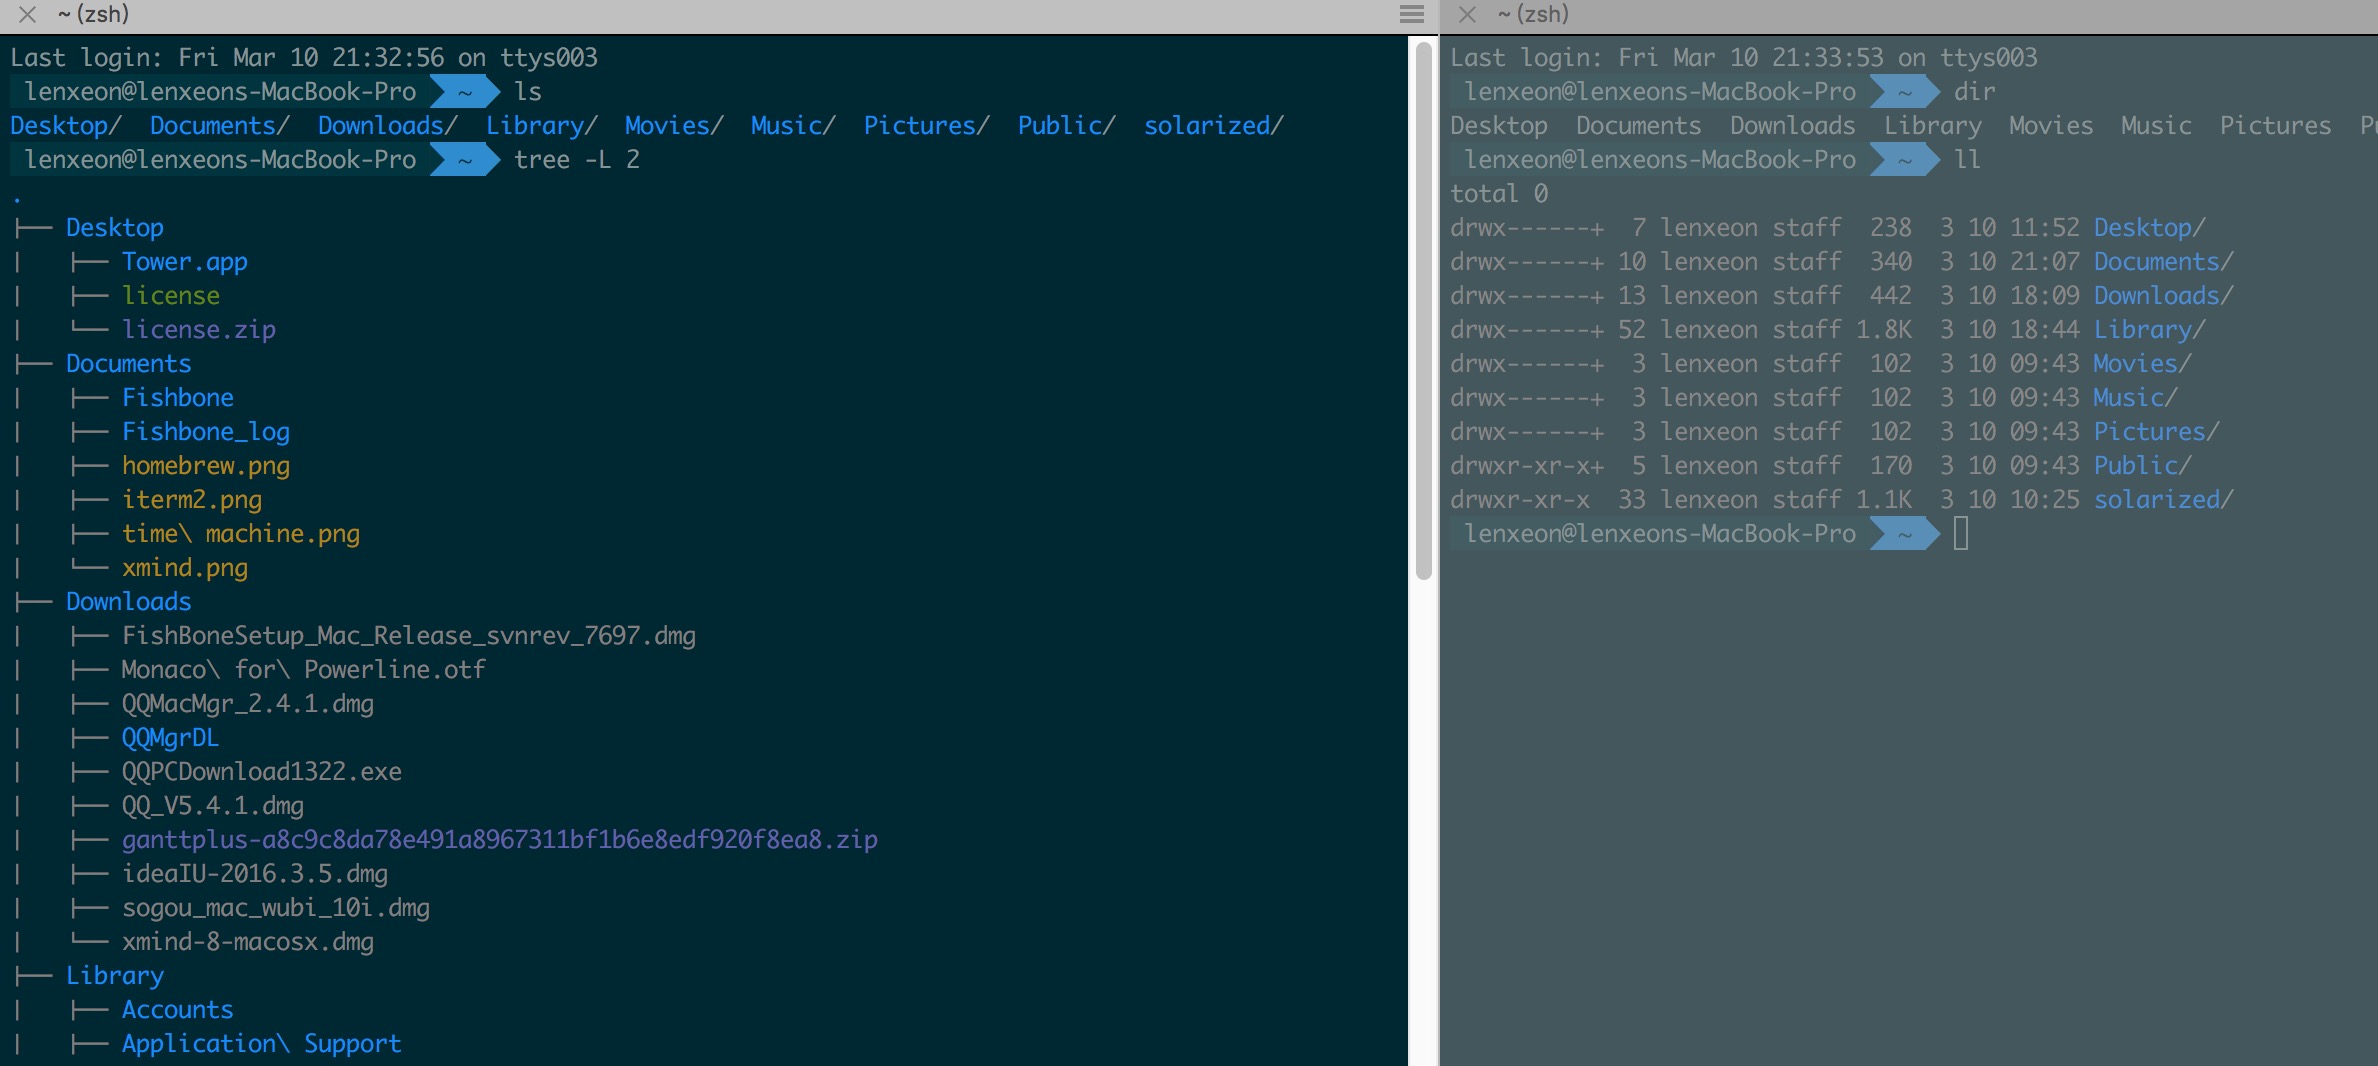 ~ (zsh)
Last login: Fri Mar 10 21:32:56 on ttys003
lenxeon@lenxeons-MacBook-Pro ~ ls
Desktop/  Documents/  Downloads/  Library/  Movies/  Music/  Pictures/  Public/  solarized/
lenxeon@lenxeons-MacBook-Pro ~ tree -L 2
.
├── Desktop
│   ├── Tower.app
│   ├── license
│   └── license.zip
├── Documents
│   ├── Fishbone
│   ├── Fishbone_log
│   ├── homebrew.png
│   ├── iterm2.png
│   ├── time\ machine.png
│   └── xmind.png
├── Downloads
│   ├── FishBoneSetup_Mac_Release_svnrev_7697.dmg
│   ├── Monaco\ for\ Powerline.otf
│   ├── QQMacMgr_2.4.1.dmg
│   ├── QQMgrDL
│   ├── QQPCDownload1322.exe
│   ├── QQ_V5.4.1.dmg
│   ├── ganttplus-a8c9c8da78e491a8967311bf1b6e8edf920f8ea8.zip
│   ├── ideaIU-2016.3.5.dmg
│   ├── sogou_mac_wubi_10i.dmg
│   └── xmind-8-macosx.dmg
├── Library
│   ├── Accounts
│   ├── Application\ Support
~ (zsh)
Last login: Fri Mar 10 21:33:53 on ttys003
lenxeon@lenxeons-MacBook-Pro ~ dir
Desktop  Documents  Downloads  Library  Movies  Music  Pictures
lenxeon@lenxeons-MacBook-Pro ~ ll
total 0
drwx------+  7 lenxeon staff  238  3 10 11:52 Desktop/
drwx------+ 10 lenxeon staff  340  3 10 21:07 Documents/
drwx------+ 13 lenxeon staff  442  3 10 18:09 Downloads/
drwx------+ 52 lenxeon staff 1.8K  3 10 18:44 Library/
drwx------+  3 lenxeon staff  102  3 10 09:43 Movies/
drwx------+  3 lenxeon staff  102  3 10 09:43 Music/
drwx------+  3 lenxeon staff  102  3 10 09:43 Pictures/
drwxr-xr-x+  5 lenxeon staff  170  3 10 09:43 Public/
drwxr-xr-x  33 lenxeon staff 1.1K  3 10 10:25 solarized/
lenxeon@lenxeons-MacBook-Pro ~